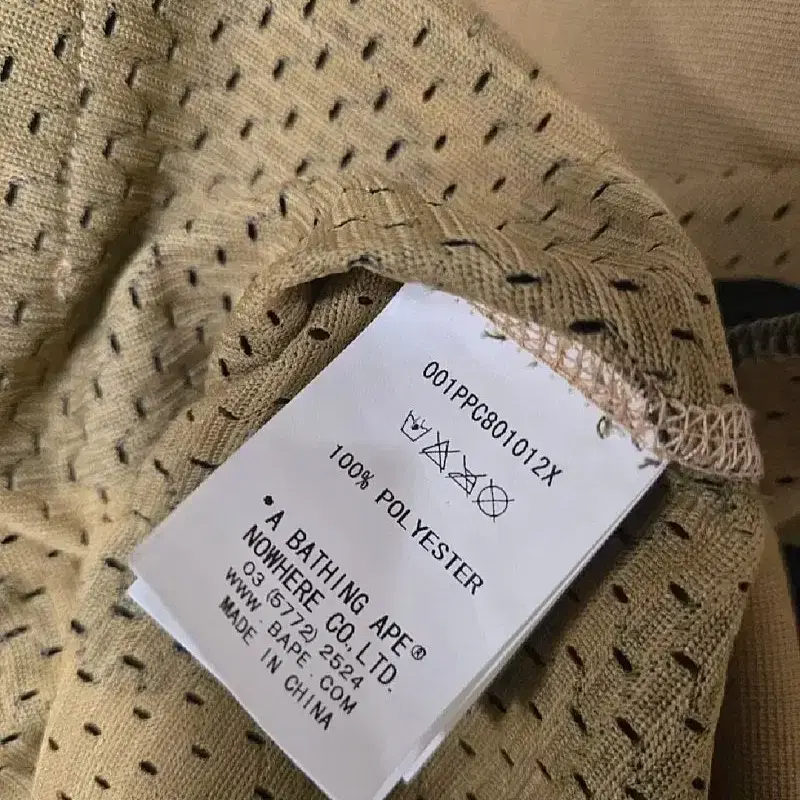 001PPC801012X
100% POLYESTER
•A BATHING APE®
NOWHERE CO., LTD.
03 (5772) 2524
WWW.BAPE.COM
MADE IN CHINA